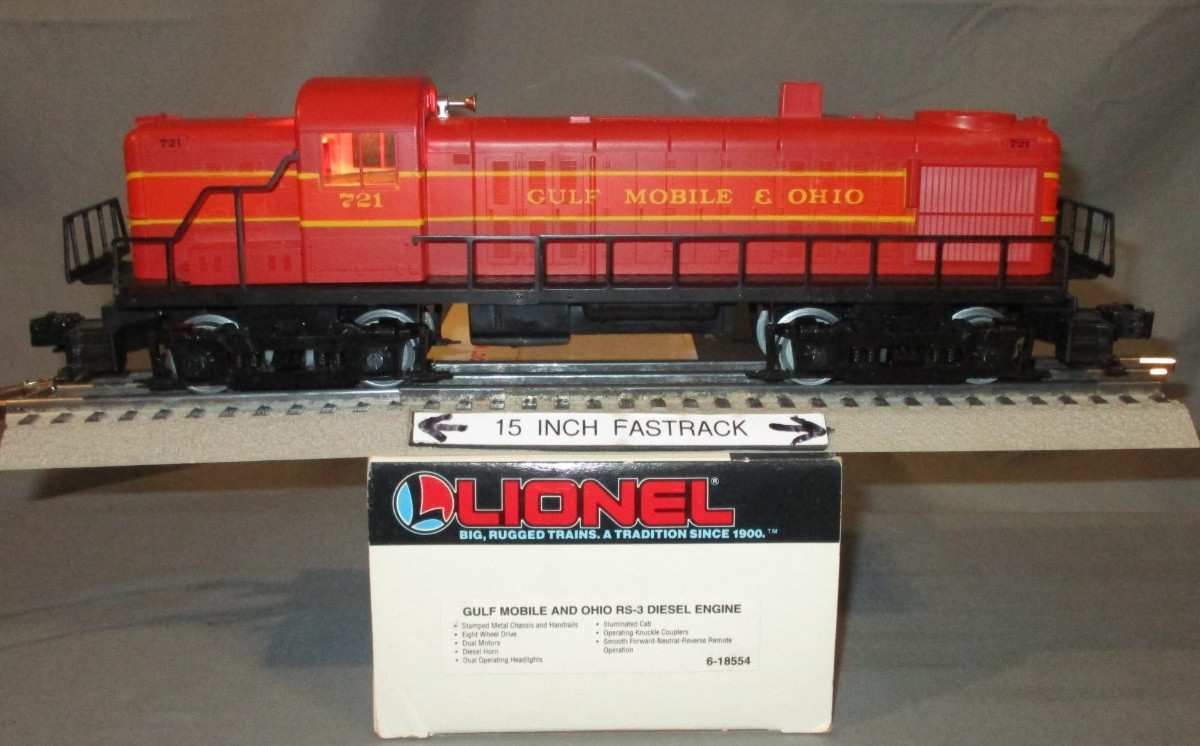 721
721
721
GULF MOBILE & OHIO
15 INCH FASTRACK
LIONEL®
BIG, RUGGED TRAINS. A TRADITION SINCE 1900.™
GULF MOBILE AND OHIO RS-3 DIESEL ENGINE
• Stamped Metal Chassis and Handrails
• Eight Wheel Drive
• Dual Motors
• Diesel Horn
• Dual Operating Headlights
• Illuminated Cab
• Operating Knuckle Couplers
• Smooth Forward-Neutral-Reverse Remote
Operation
6-18554